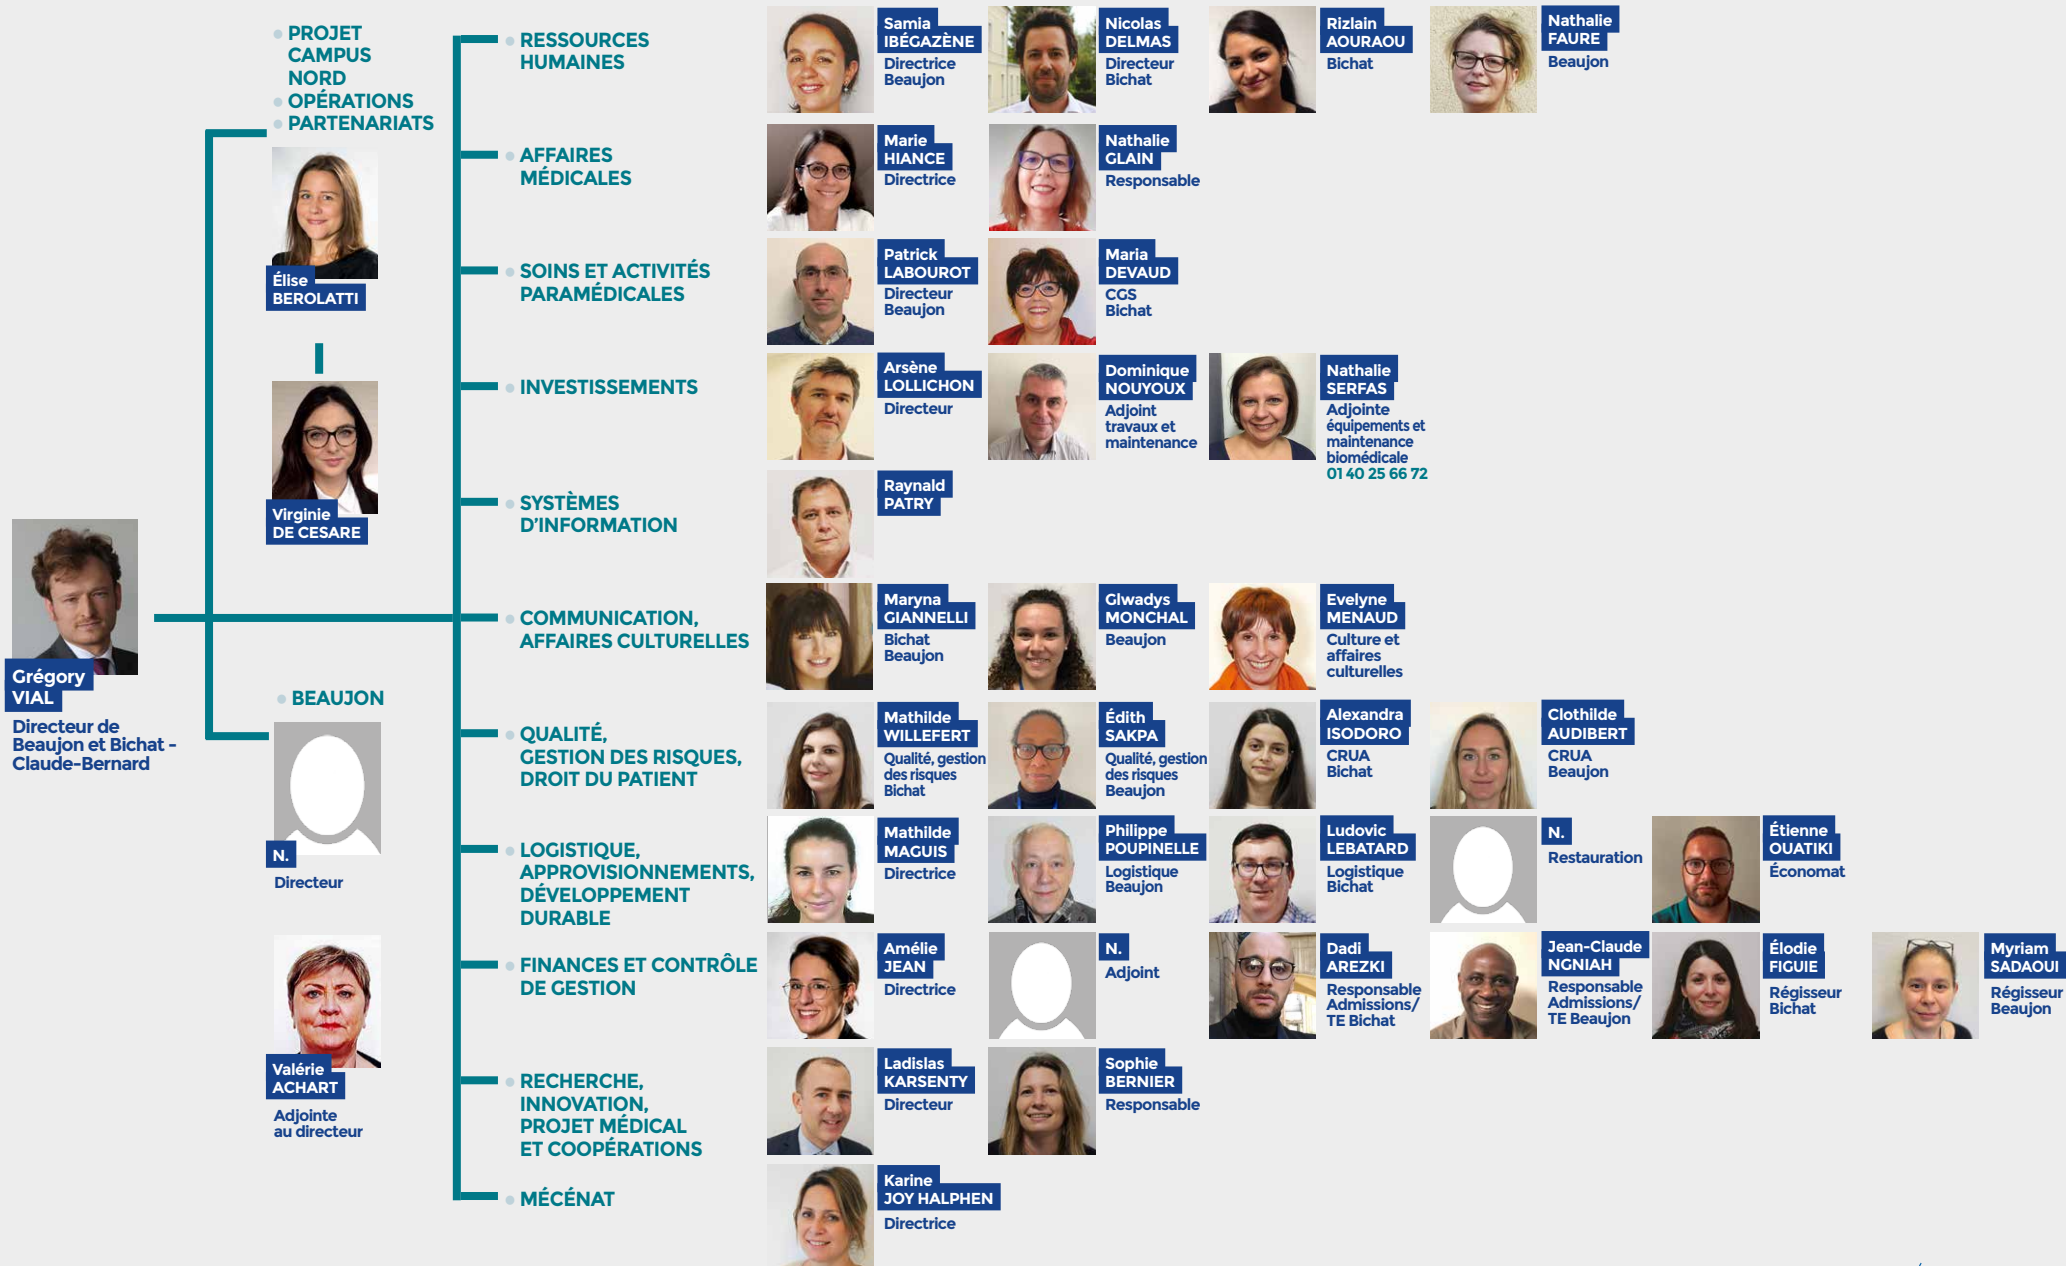 PROJET
CAMPUS
NORD
OPÉRATIONS
PARTENARIATS
Élise
BEROLATTI
Virginie
DE CESARE
Grégory
VIAL
Directeur de
Beaujon et Bichat -
Claude-Bernard
BEAUJON
N.
Directeur
Valérie
ACHART
Adjointe
au directeur
RESSOURCES
HUMAINES
Samia
IBÉGAZÈNE
Directrice
Beaujon
Nicolas
DELMAS
Directeur
Bichat
Rizlain
AOURAOU
Bichat
Nathalie
FAURE
Beaujon
AFFAIRES
MÉDICALES
Marie
HIANCE
Directrice
Nathalie
GLAIN
Responsable
SOINS ET ACTIVITÉS
PARAMÉDICALES
Patrick
LABOUROT
Directeur
Beaujon
Maria
DEVAUD
CGS
Bichat
INVESTISSEMENTS
Arsène
LOLLICHON
Directeur
Dominique
NOUYOUX
Adjoint
travaux et
maintenance
Nathalie
SERFAS
Adjointe
équipements et
maintenance
biomédicale
01 40 25 66 72
SYSTÈMES
D'INFORMATION
Raynald
PATRY
COMMUNICATION,
AFFAIRES CULTURELLES
Maryna
GIANNELLI
Bichat
Beaujon
Glwadys
MONCHAL
Beaujon
Evelyne
MENAUD
Culture et
affaires
culturelles
QUALITÉ,
GESTION DES RISQUES,
DROIT DU PATIENT
Mathilde
WILLEFERT
Qualité, gestion
des risques
Bichat
Édith
SAKPA
Qualité, gestion
des risques
Beaujon
Alexandra
ISODORO
CRUA
Bichat
Clothilde
AUDIBERT
CRUA
Beaujon
LOGISTIQUE,
APPROVISIONNEMENTS,
DÉVELOPPEMENT
DURABLE
Mathilde
MAGUIS
Directrice
Philippe
POUPINELLE
Logistique
Beaujon
Ludovic
LEBATARD
Logistique
Bichat
N.
Restauration
Étienne
OUATIKI
Économat
FINANCES ET CONTRÔLE
DE GESTION
Amélie
JEAN
Directrice
N.
Adjoint
Dadi
AREZKI
Responsable
Admissions/
TE Bichat
Jean-Claude
NGNIAH
Responsable
Admissions/
TE Beaujon
Élodie
FIGUIE
Régisseur
Bichat
Myriam
SADAOUI
Régisseur
Beaujon
RECHERCHE,
INNOVATION,
PROJET MÉDICAL
ET COOPÉRATIONS
Ladislas
KARSENTY
Directeur
Sophie
BERNIER
Responsable
MÉCÉNAT
Karine
JOY HALPHEN
Directrice